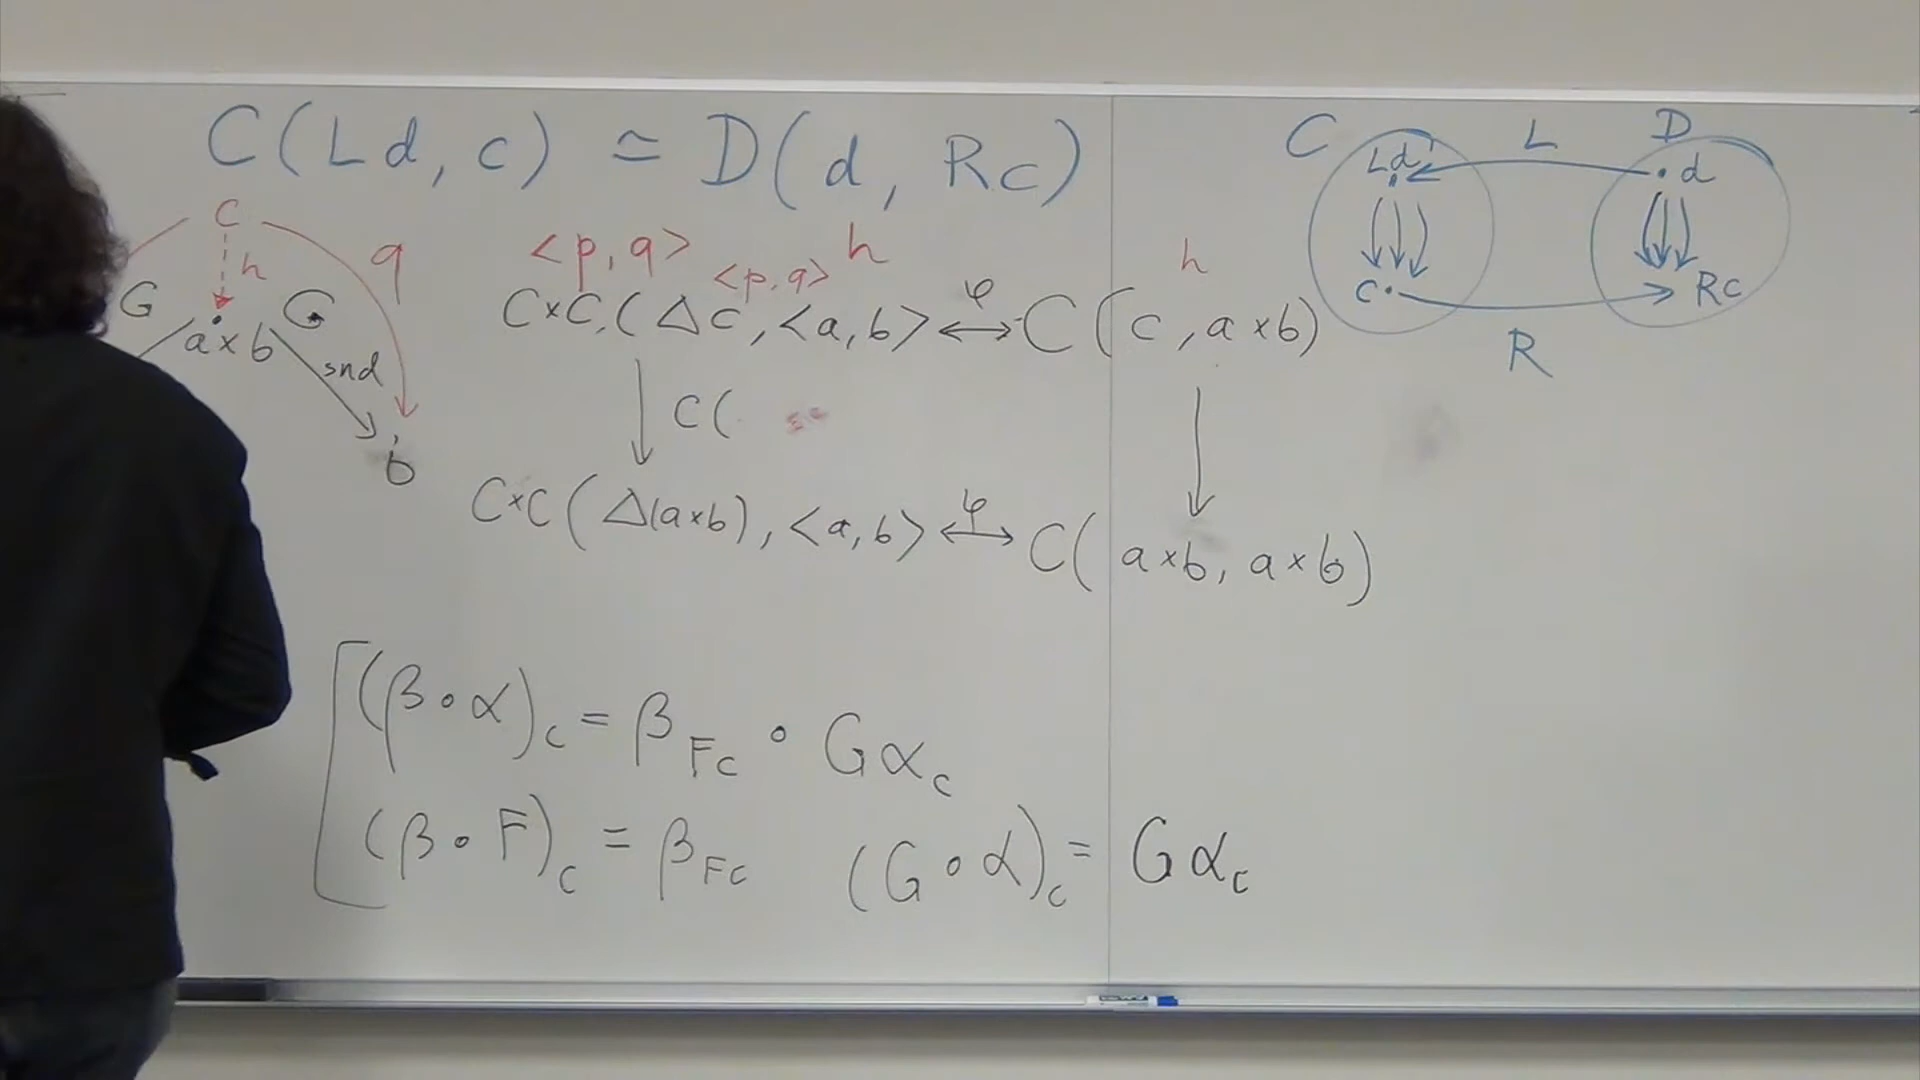 C(Ld, c) ≃ D(d, Rc)
C
h
q
G
G
a×b
snd
b
<p, q>
<p, q>
h
h
C×C(Δc, <a, b> ⟷ C(c, a×b)
φ
C(
C×C(Δ(a×b), <a, b> ⟷ C(a×b, a×b)
φ
(β∘α)c = βFc ∘ Gαc
(β∘F)c = βFc (G∘α)c = Gαc
C
L
D
Ld
d
c
Rc
R